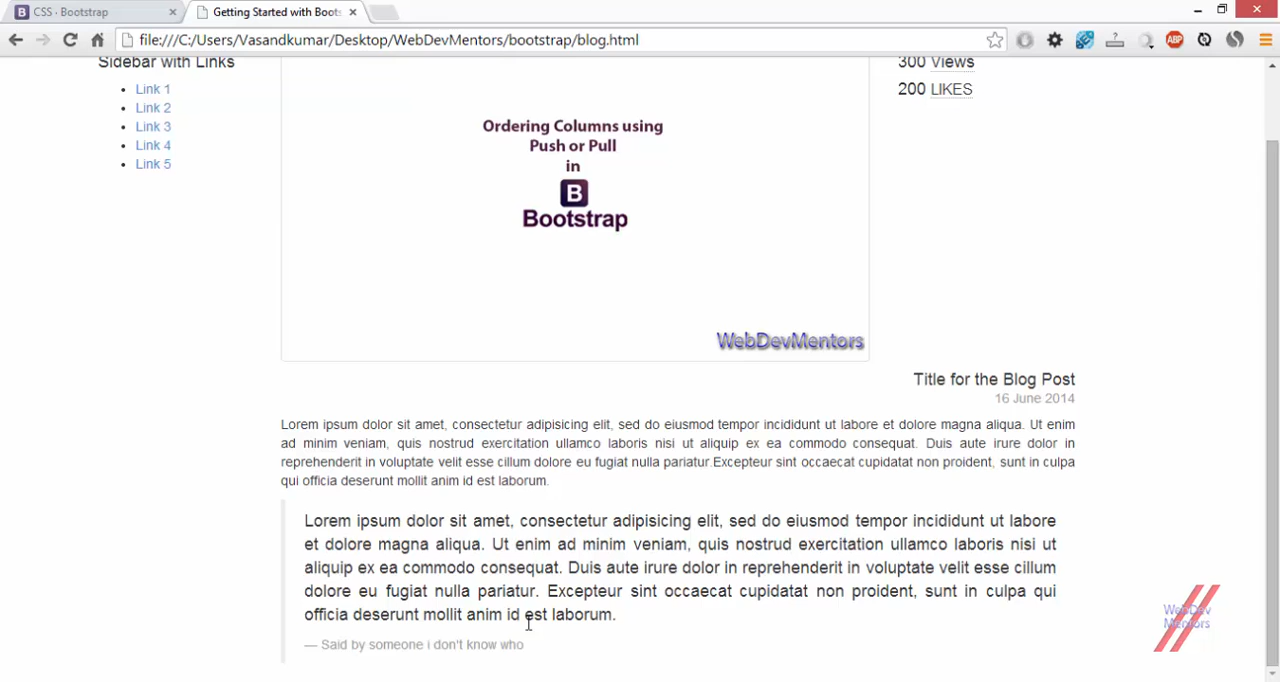 CSS · Bootstrap
Getting Started with Boots
file:///C:/Users/Vasandkumar/Desktop/WebDevMentors/bootstrap/blog.html
ABP
Sidebar with Links
Link 1
Link 2
Link 3
Link 4
Link 5
Ordering Columns using
Push or Pull
in
B
Bootstrap
WebDevMentors
300 Views
200 LIKES
Title for the Blog Post
16 June 2014
Lorem ipsum dolor sit amet, consectetur adipisicing elit, sed do eiusmod tempor incididunt ut labore et dolore magna aliqua. Ut enim
ad minim veniam, quis nostrud exercitation ullamco laboris nisi ut aliquip ex ea commodo consequat. Duis aute irure dolor in
reprehenderit in voluptate velit esse cillum dolore eu fugiat nulla pariatur.Excepteur sint occaecat cupidatat non proident, sunt in culpa
qui officia deserunt mollit anim id est laborum.
Lorem ipsum dolor sit amet, consectetur adipisicing elit, sed do eiusmod tempor incididunt ut labore
et dolore magna aliqua. Ut enim ad minim veniam, quis nostrud exercitation ullamco laboris nisi ut
aliquip ex ea commodo consequat. Duis aute irure dolor in reprehenderit in voluptate velit esse cillum
dolore eu fugiat nulla pariatur. Excepteur sint occaecat cupidatat non proident, sunt in culpa qui
officia deserunt mollit anim id est laborum.
— Said by someone i don't know who
WebDev
Mentors